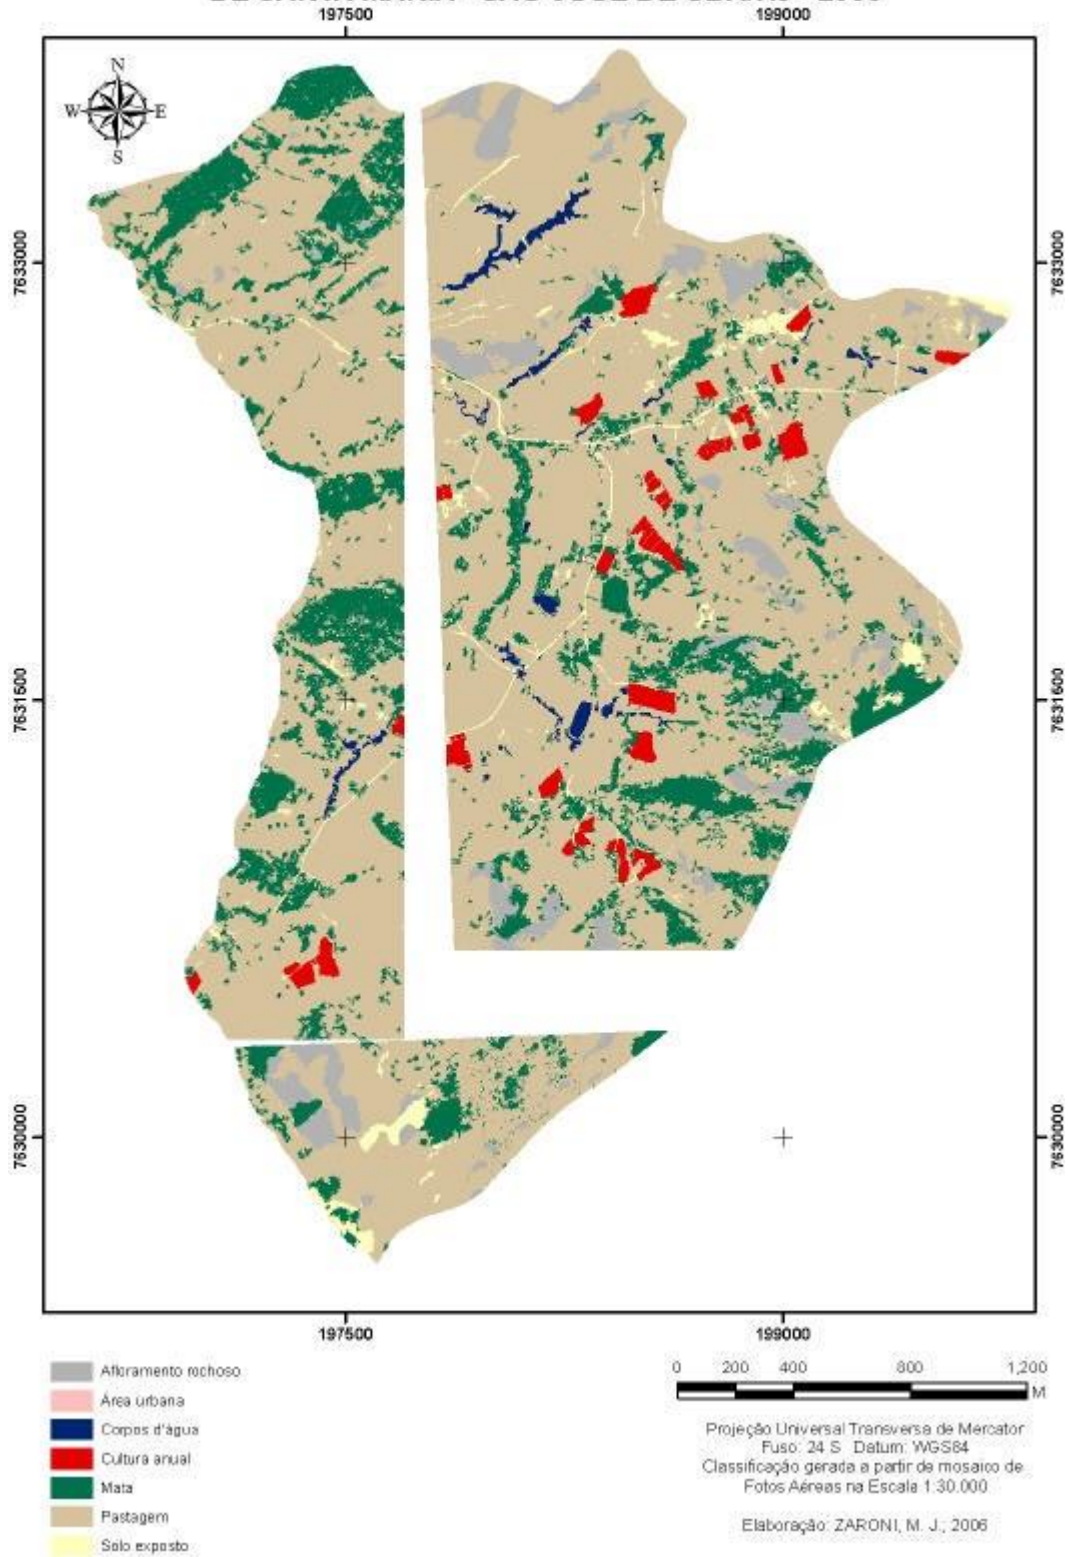 197500 199000
N
W E
S
7633000 7633000
7631600 7631600
7630000 7630000
197500 199000
Afloramento rochoso
Área urbana
Corpos d'água
Cultura anual
Mata
Pastagem
Solo exposto
0 200 400 800 1,200
M
Projeção Universal Transversa de Mercator
Fuso: 24 S Datum: WGS84
Classificação gerada a partir de mosaico de
Fotos Aéreas na Escala 1:30.000
Elaboração: ZARONI, M. J.; 2006